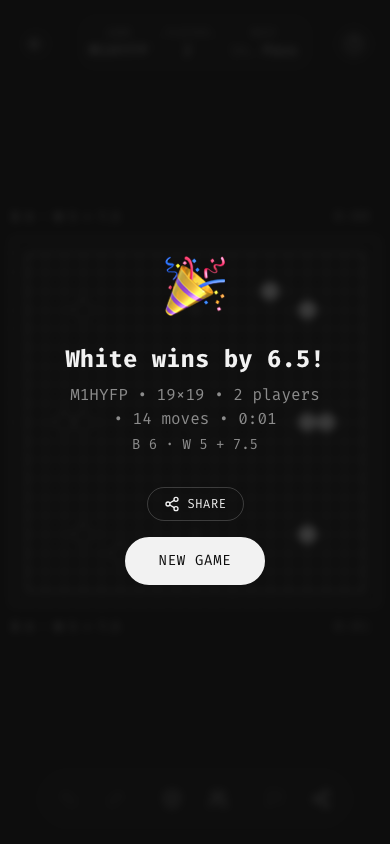 White wins by 6.5!
M1HYFP • 19×19 • 2 players
• 14 moves • 0:01
B 6 · W 5 + 7.5
SHARE
NEW GAME